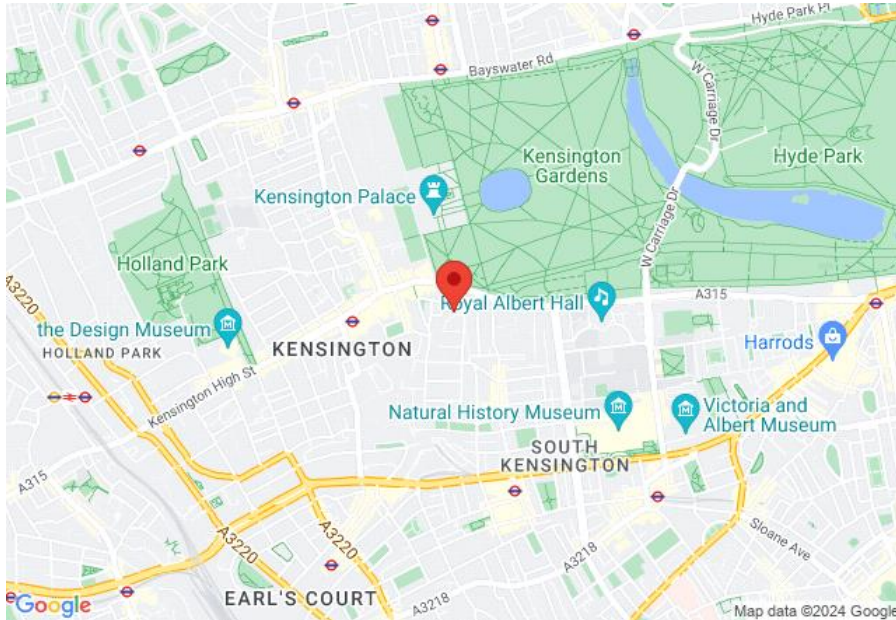 Hyde Park Pl
Bayswater Rd
W Carriage Dr
Kensington
Gardens
Hyde Park
Kensington Palace
W Carriage Dr
Holland Park
A3220
Royal Albert Hall
A315
the Design Museum
HOLLAND PARK
KENSINGTON
Harrods
Kensington High St
Natural History Museum
Victoria and
Albert Museum
SOUTH
KENSINGTON
A315
A3220
A3220
A3218
Sloane Ave
EARL'S COURT
A3218
Google
Map data ©2024 Google